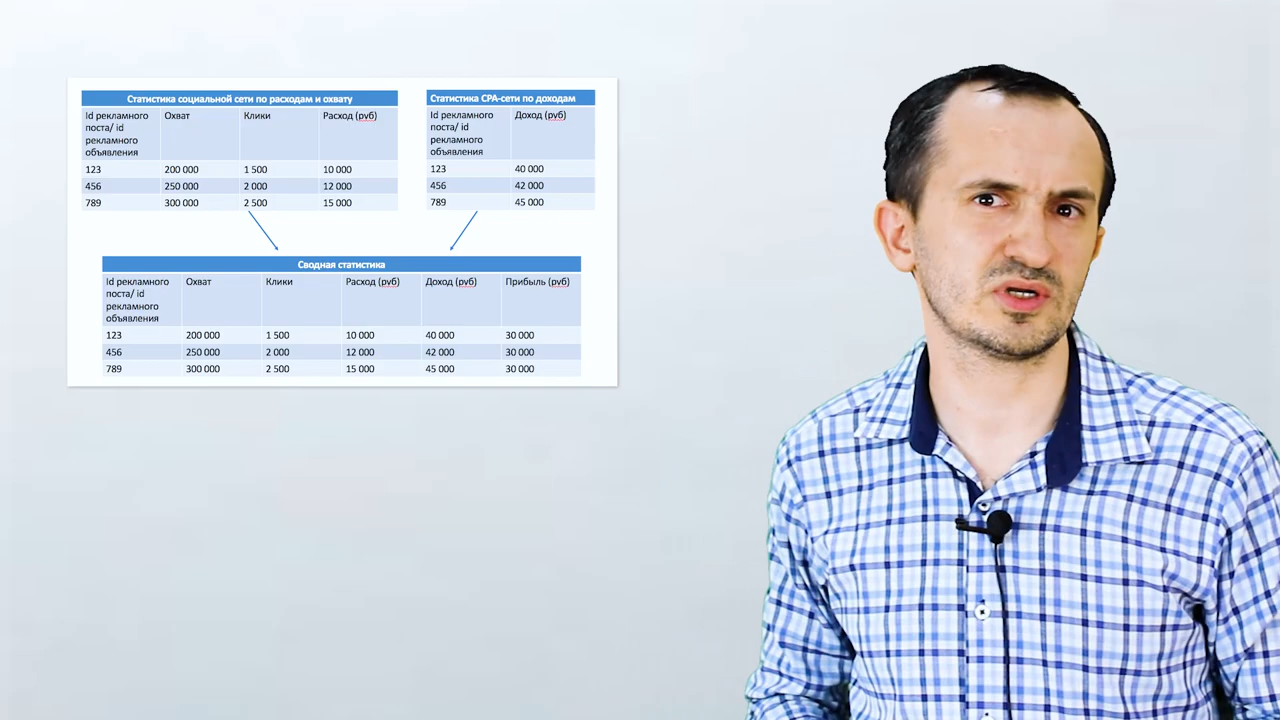 Статистика социальной сети по расходам и охвату
Id рекламного поста/ id рекламного объявления Охват Клики Расход (руб)
123 200 000 1 500 10 000
456 250 000 2 000 12 000
789 300 000 2 500 15 000
Статистика CPA-сети по доходам
Id рекламного поста/ id рекламного объявления Доход (руб)
123 40 000
456 42 000
789 45 000
Сводная статистика
Id рекламного поста/ id рекламного объявления Охват Клики Расход (руб) Доход (руб) Прибыль (руб)
123 200 000 1 500 10 000 40 000 30 000
456 250 000 2 000 12 000 42 000 30 000
789 300 000 2 500 15 000 45 000 30 000